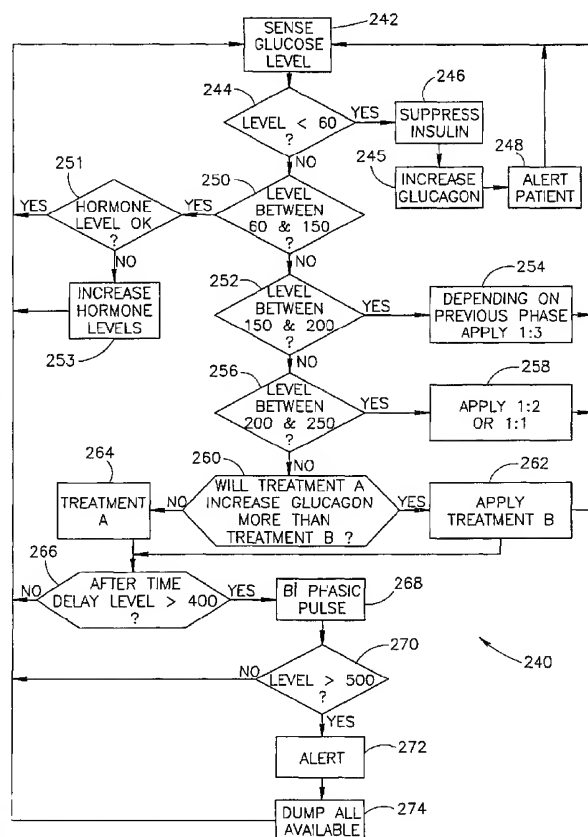 242
SENSE
GLUCOSE
LEVEL
244
LEVEL < 60
?
YES
NO
246
SUPPRESS
INSULIN
245
INCREASE
GLUCAGON
248
ALERT
PATIENT
251
YES
HORMONE
LEVEL OK
?
NO
YES
250
LEVEL
BETWEEN
60 & 150
?
NO
INCREASE
HORMONE
LEVELS
253
252
LEVEL
BETWEEN
150 & 200
?
YES
NO
254
DEPENDING ON
PREVIOUS PHASE
APPLY 1:3
256
LEVEL
BETWEEN
200 & 250
?
YES
NO
258
APPLY 1:2
OR 1:1
264
TREATMENT
A
NO
260
WILL TREATMENT A
INCREASE GLUCAGON
MORE THAN
TREATMENT B ?
YES
262
APPLY
TREATMENT B
266
NO
AFTER TIME
DELAY LEVEL > 400
?
YES
268
BI PHASIC
PULSE
270
NO
LEVEL > 500
?
YES
240
ALERT
272
DUMP ALL
AVAILABLE
274